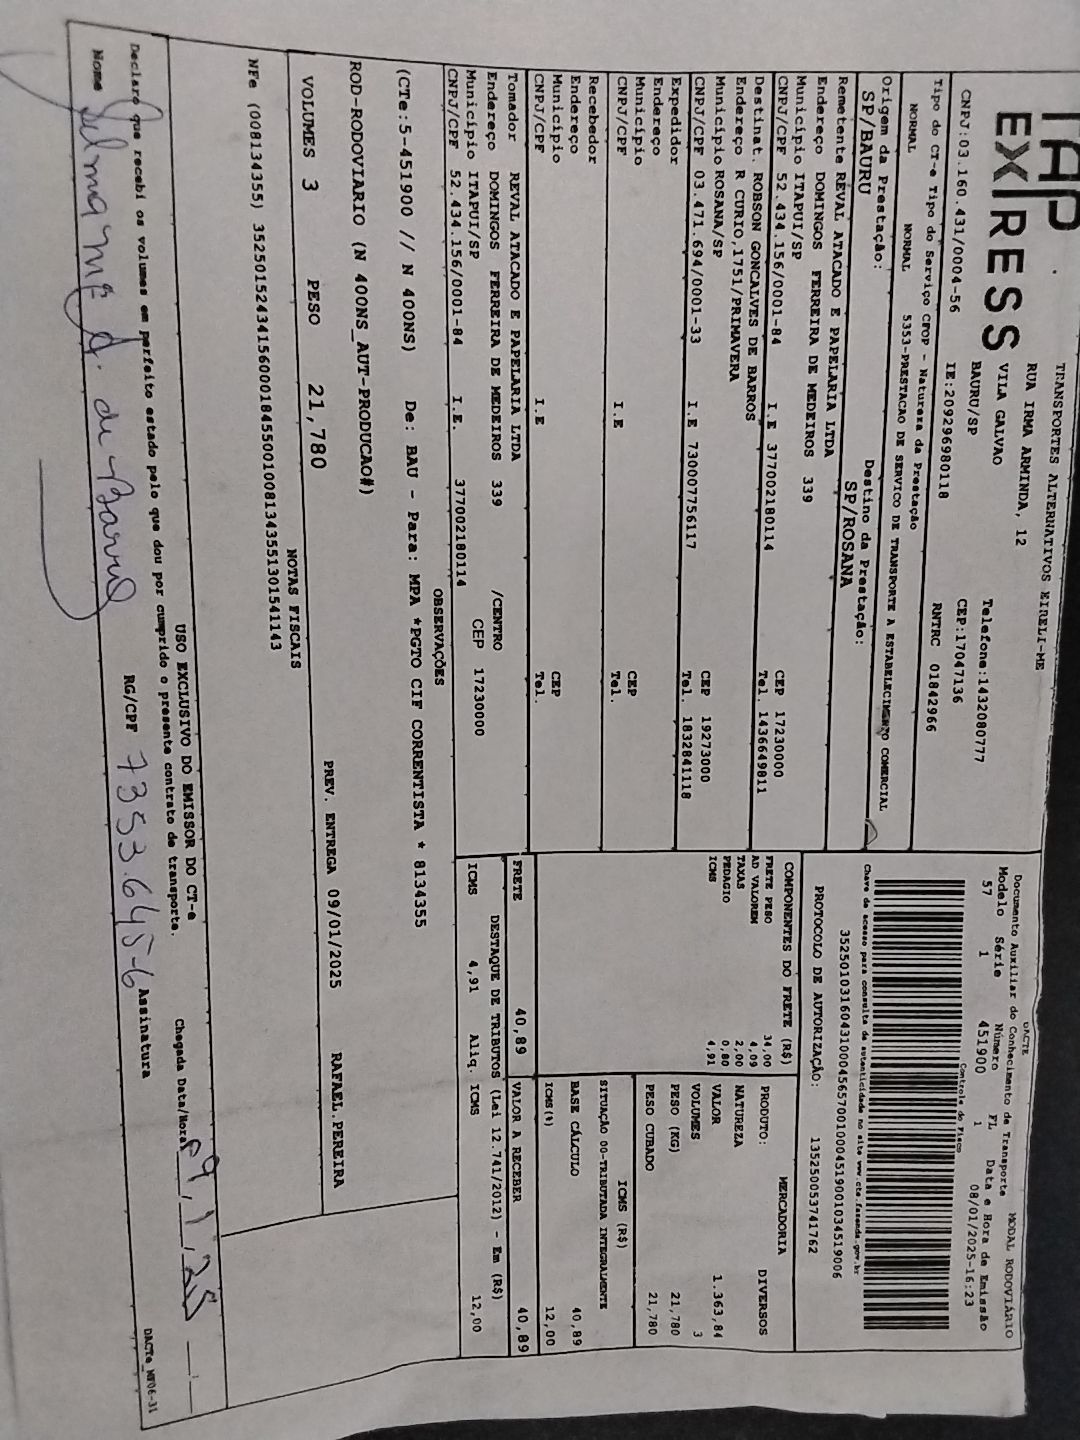 TAP.
EXPRESS
TRANSPORTES ALTERNATIVOS EIRELI-ME
RUA IRMA ARMINDA, 12
VILA GALVAO
BAURU/SP
Telefone:1432080777
CEP:17047136
CNPJ:03.160.431/0004-56 IE:209296980118 RNTRC 01842966
Tipo do CT-e Tipo do Serviço CFOP - Natureza da Prestação
NORMAL NORMAL 5353-PRESTACAO DE SERVICO DE TRANSPORTE A ESTABELECIMENTO COMERCIAL
Origem da Prestação: Destino da Prestação:
SP/BAURU SP/ROSANA
Remetente REVAL ATACADO E PAPELARIA LTDA
Endereço DOMINGOS FERREIRA DE MEDEIROS 339
Município ITAPUI/SP CEP 17230000
CNPJ/CPF 52.434.156/0001-84 I.E 377002180114 Tel. 1436649811
Destinat. ROBSON GONCALVES DE BARROS
Endereço R CURIO,1751/PRIMAVERA
Município ROSANA/SP CEP 19273000
CNPJ/CPF 03.471.694/0001-33 I.E 730007756117 Tel. 1832841118
Expedidor
Endereço
Município CEP
CNPJ/CPF I.E Tel.
Recebedor
Endereço
Município CEP
CNPJ/CPF I.E Tel.
Tomador REVAL ATACADO E PAPELARIA LTDA
Endereço DOMINGOS FERREIRA DE MEDEIROS 339 /CENTRO
Município ITAPUI/SP CEP 17230000
CNPJ/CPF 52.434.156/0001-84 I.E. 377002180114
DACTE MODAL RODOVIÁRIO
Documento Auxiliar do Conhecimento de Transporte
Modelo Série Número FL Data e Hora de Emissão
57 1 451900 1 08/01/2025-16:23
Controle do Fisco
Chave de acesso para consulta de autenticidade no site www.cte.fazenda.gov.br
35250103160431000456570010004519001034519006
PROTOCOLO DE AUTORIZAÇÃO: 135250053741762
COMPONENTES DO FRETE (R$)
FRETE PESO 34,00
AD VALOREM 4,09
TAXAS 2,00
PEDAGIO 0,80
ICMS 4,91
MERCADORIA
PRODUTO: DIVERSOS
NATUREZA
VALOR 1.363,84
VOLUMES 3
PESO (KG) 21,780
PESO CUBADO 21,780
ICMS (R$)
SITUAÇÃO 00-TRIBUTADA INTEGRALMENTE
BASE CÁLCULO 40,89
ICMS(%) 12,00
FRETE 40,89 VALOR A RECEBER 40,89
DESTAQUE DE TRIBUTOS (Lei 12.741/2012) - Em (R$)
ICMS 4,91 Aliq. ICMS 12,00
OBSERVAÇÕES
(CTe:5-451900 // N 400NS) De: BAU - Para: MPA *PGTO CIF CORRENTISTA * 8134355
ROD-RODOVIARIO (N 400NS_AUT-PRODUCAO#)
VOLUMES 3 PESO 21,780 PREV. ENTREGA 09/01/2025 RAFAEL.PEREIRA
NOTAS FISCAIS
NFe (008134355) 35250152434156000184550010081343551301541143
USO EXCLUSIVO DO EMISSOR DO CT-e
Declaro que recebi os volumes em perfeito estado pelo que dou por cumprido o presente contrato de transporte. Chegada Data/Hora 09/1/25
Nome Selma mª d. de Barros RG/CPF 7353.645-6 Assinatura
DACTe_MT06-31